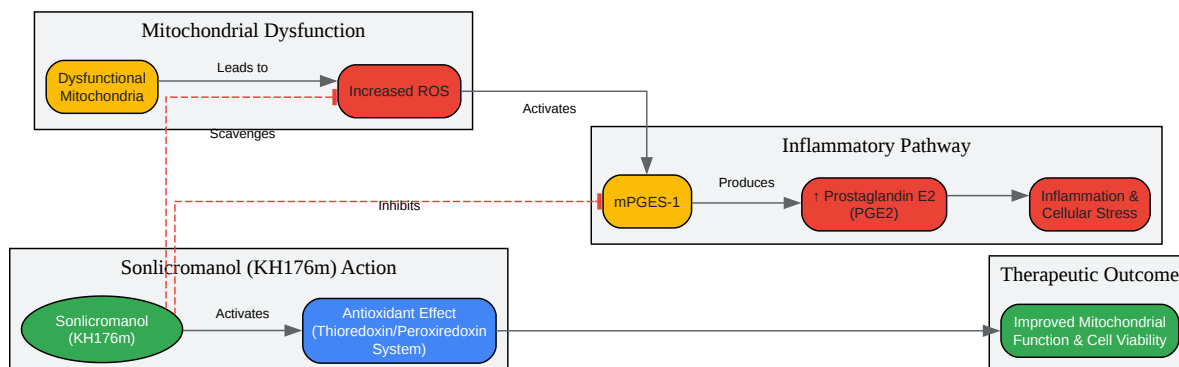 Mitochondrial Dysfunction
Dysfunctional
Mitochondria
Leads to
Increased ROS
Activates
Scavenges
Inflammatory Pathway
mPGES-1
Produces
↑ Prostaglandin E2
(PGE2)
Inflammation &
Cellular Stress
Inhibits
Sonlicromanol (KH176m) Action
Sonlicromanol
(KH176m)
Activates
Antioxidant Effect
(Thioredoxin/Peroxiredoxin
System)
Therapeutic Outcome
Improved Mitochondrial
Function & Cell Viability